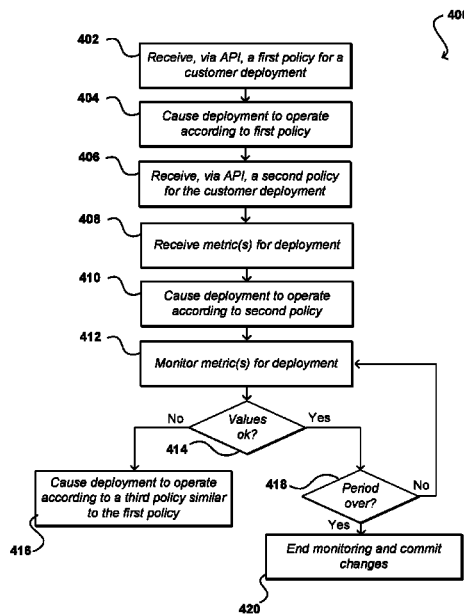 400
402
Receive, via API, a first policy for a
customer deployment
404
Cause deployment to operate
according to first policy
406
Receive, via API, a second policy
for the customer deployment
408
Receive metric(s) for deployment
410
Cause deployment to operate
according to second policy
412
Monitor metric(s) for deployment
No
Values
ok?
Yes
414
Cause deployment to operate
according to a third policy similar
to the first policy
416
418
Period
over?
No
Yes
End monitoring and commit
changes
420